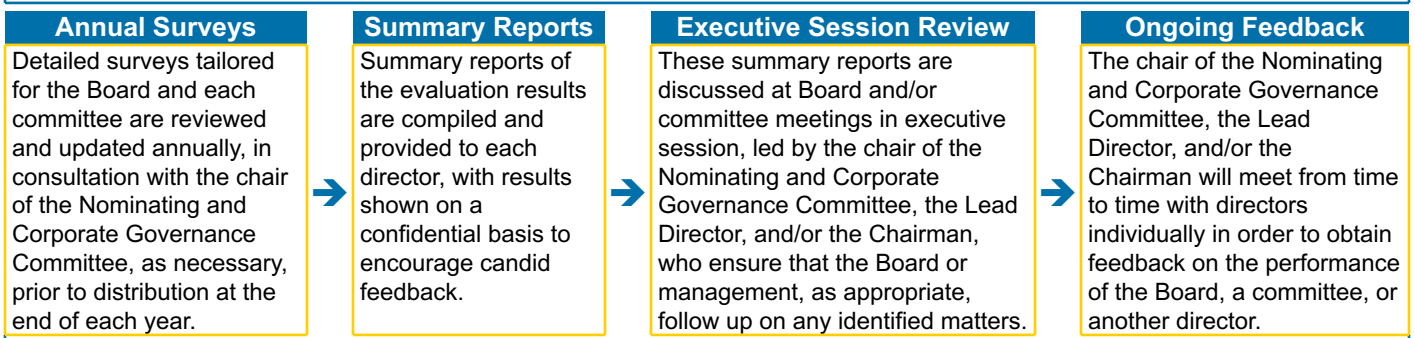 Annual Surveys
Detailed surveys tailored
for the Board and each
committee are reviewed
and updated annually, in
consultation with the chair
of the Nominating and
Corporate Governance
Committee, as necessary,
prior to distribution at the
end of each year.
Summary Reports
Summary reports of
the evaluation results
are compiled and
provided to each
director, with results
shown on a
confidential basis to
encourage candid
feedback.
Executive Session Review
These summary reports are
discussed at Board and/or
committee meetings in executive
session, led by the chair of the
Nominating and Corporate
Governance Committee, the Lead
Director, and/or the Chairman,
who ensure that the Board or
management, as appropriate,
follow up on any identified matters.
Ongoing Feedback
The chair of the Nominating
and Corporate Governance
Committee, the Lead
Director, and/or the
Chairman will meet from time
to time with directors
individually in order to obtain
feedback on the performance
of the Board, a committee, or
another director.